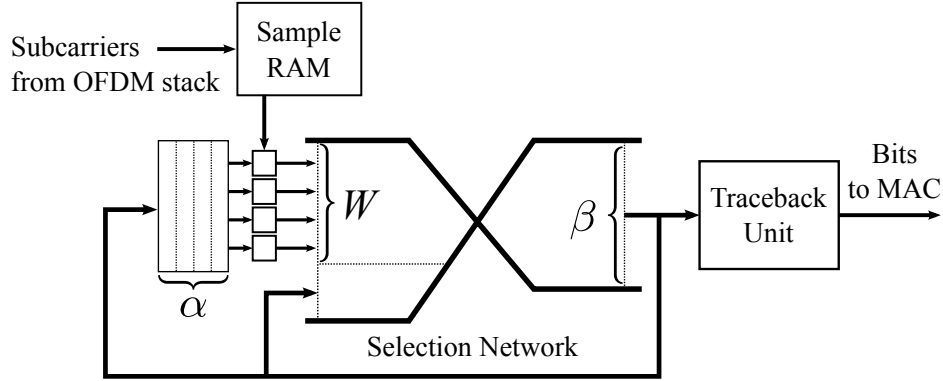 Subcarriers
from OFDM stack
Sample
RAM
W
α
β
Traceback
Unit
Bits
to MAC
Selection Network